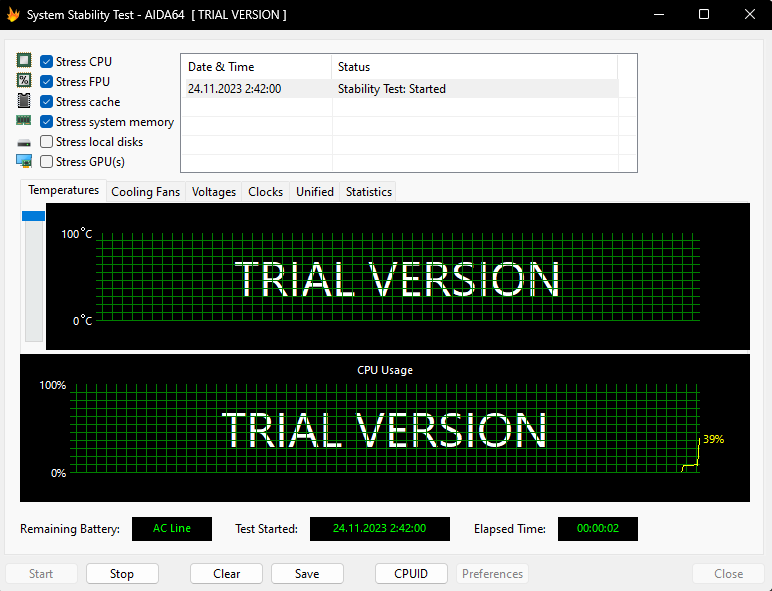 System Stability Test - AIDA64 [ TRIAL VERSION ]
Stress CPU
Stress FPU
Stress cache
Stress system memory
Stress local disks
Stress GPU(s)
Date & Time Status
24.11.2023 2:42:00 Stability Test: Started
Temperatures Cooling Fans Voltages Clocks Unified Statistics
100°C
TRIAL VERSION
0°C
CPU Usage
100%
TRIAL VERSION
39%
0%
Remaining Battery: AC Line Test Started: 24.11.2023 2:42:00 Elapsed Time: 00:00:02
Start Stop Clear Save CPUID Preferences Close